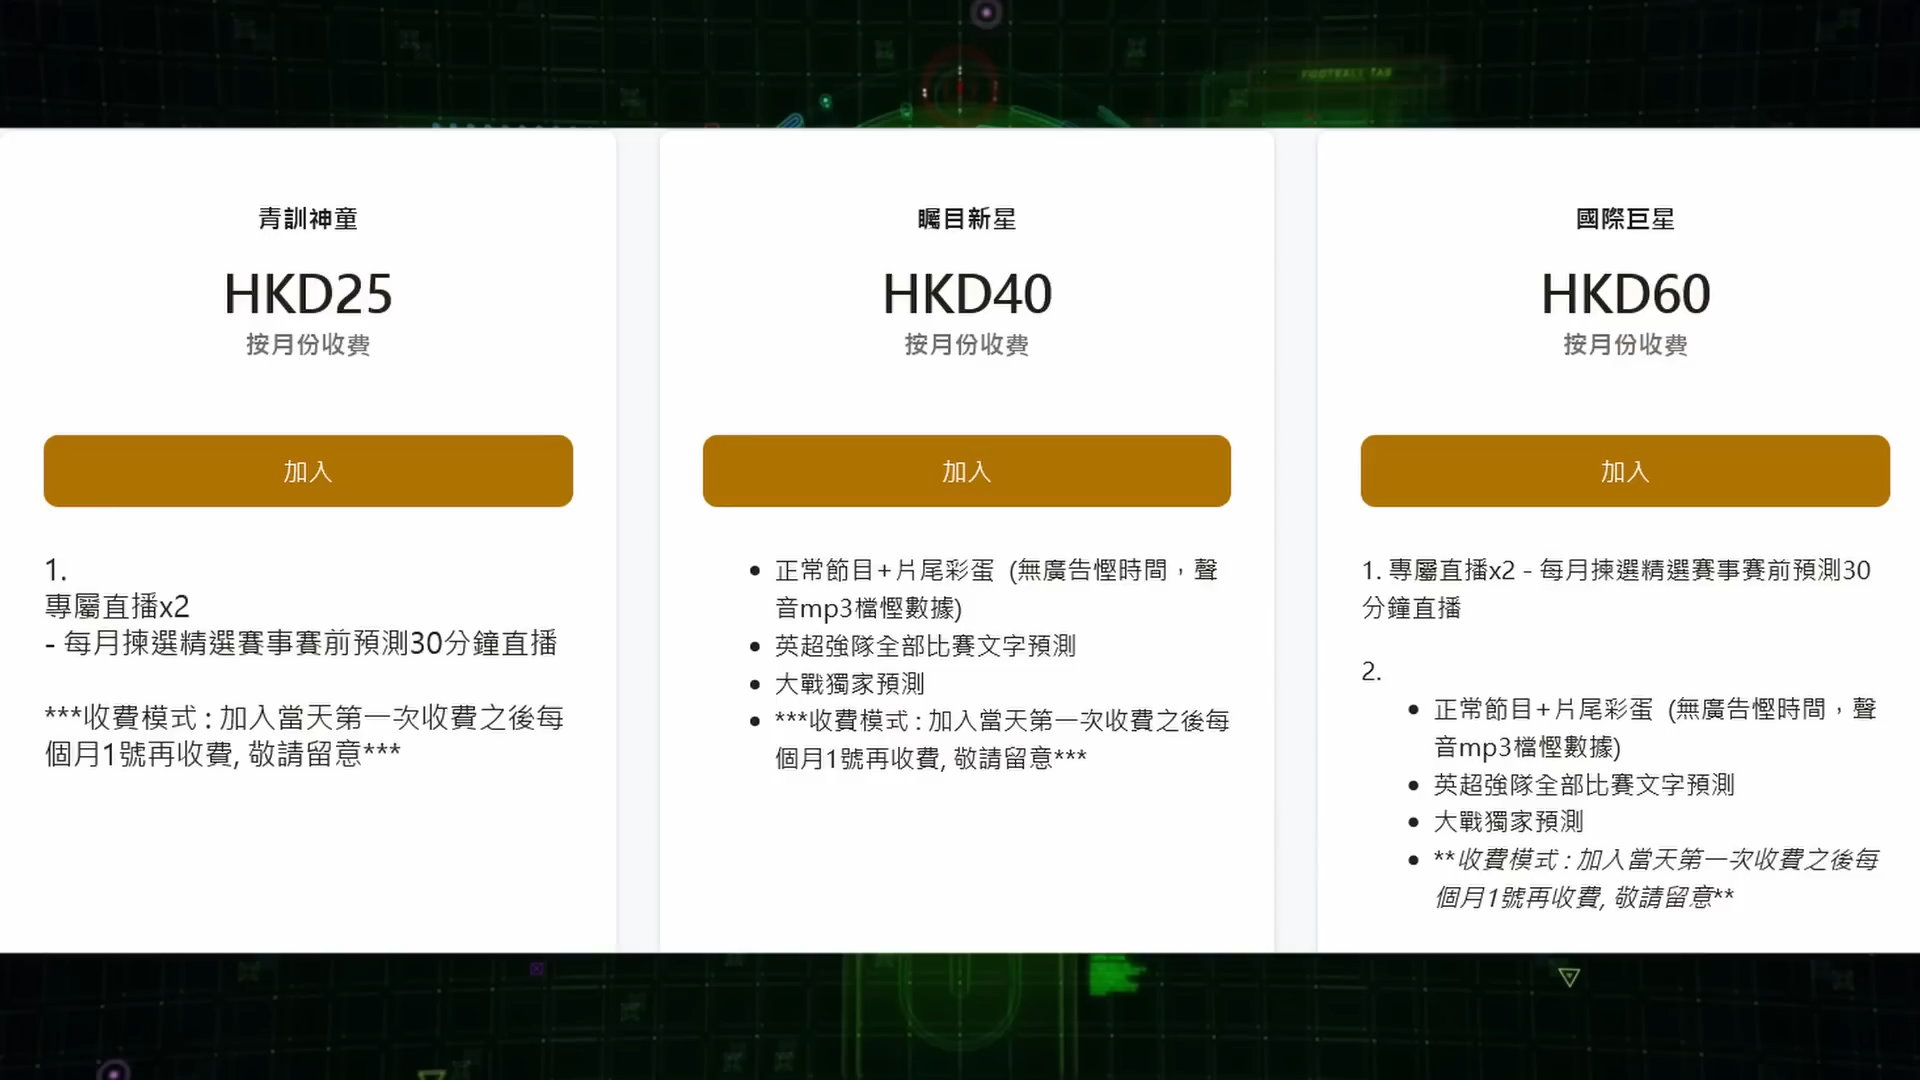 FOOTBALL TAB
青訓神童
HKD25
按月份收費
加入
1.
專屬直播x2
- 每月揀選精選賽事賽前預測30分鐘直播
***收費模式 : 加入當天第一次收費之後每
個月1號再收費, 敬請留意***
矚目新星
HKD40
按月份收費
加入
• 正常節目+片尾彩蛋 (無廣告慳時間，聲
音mp3檔慳數據)
• 英超強隊全部比賽文字預測
• 大戰獨家預測
• ***收費模式 : 加入當天第一次收費之後每
個月1號再收費, 敬請留意***
國際巨星
HKD60
按月份收費
加入
1. 專屬直播x2 - 每月揀選精選賽事賽前預測30
分鐘直播
2.
• 正常節目+片尾彩蛋 (無廣告慳時間，聲
音mp3檔慳數據)
• 英超強隊全部比賽文字預測
• 大戰獨家預測
• **收費模式 : 加入當天第一次收費之後每
個月1號再收費, 敬請留意**